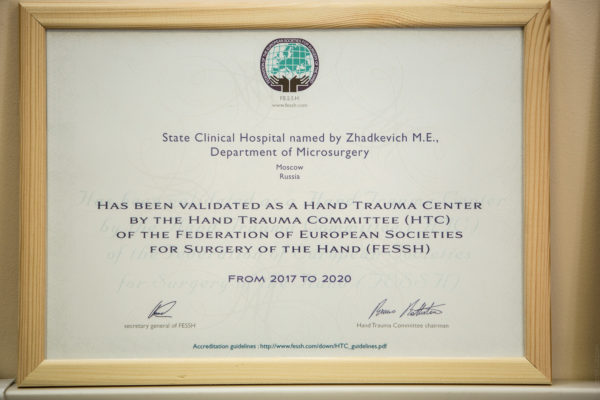 F.E.S.S.H.
www.fessh.com
State Clinical Hospital named by Zhadkevich M.E.,
Department of Microsurgery
Moscow
Russia
HAS BEEN VALIDATED AS A HAND TRAUMA CENTER
BY THE HAND TRAUMA COMMITTEE (HTC)
OF THE FEDERATION OF EUROPEAN SOCIETIES
FOR SURGERY OF THE HAND (FESSH)
FROM 2017 TO 2020
secretary general of FESSH
Hand Trauma Committee chairman
Accreditation guidelines : http://www.fessh.com/down/HTC_guidelines.pdf